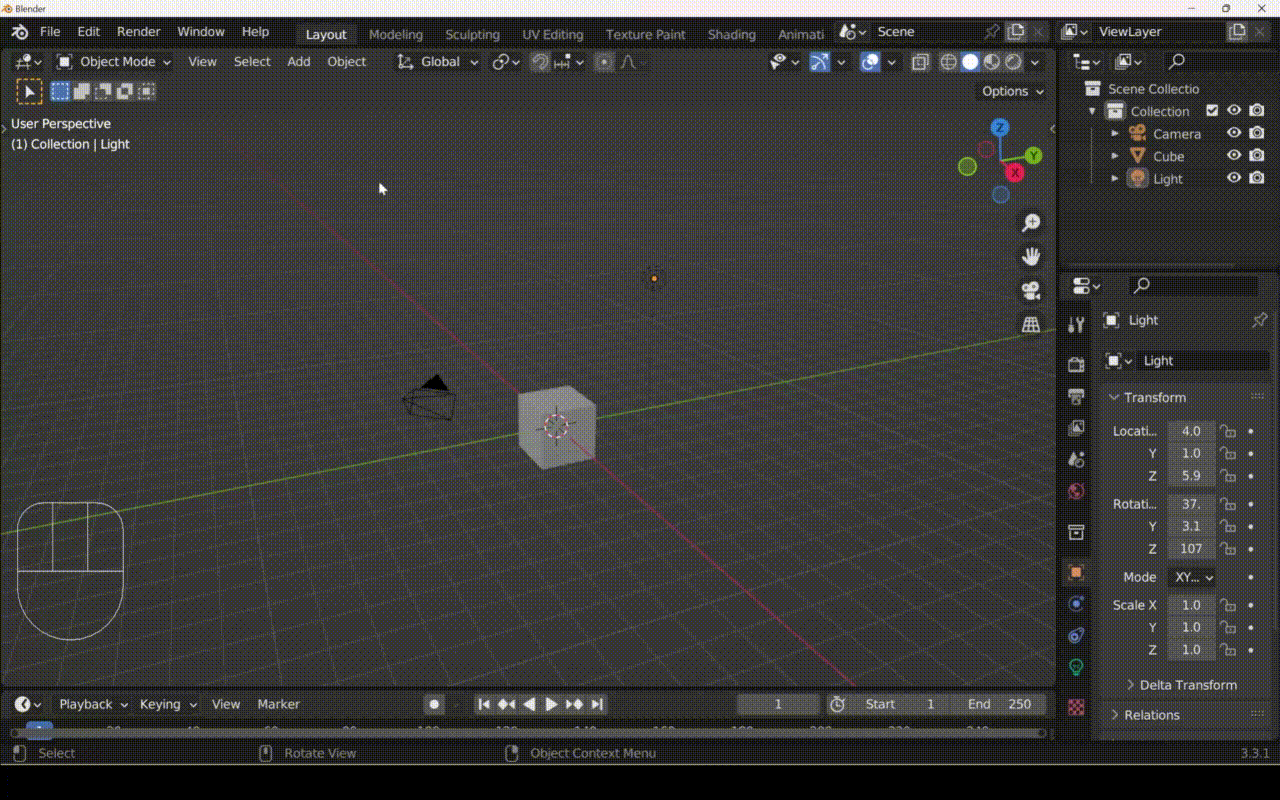 Blender
File Edit Render Window Help Layout Modeling Sculpting UV Editing Texture Paint Shading Animati Scene ViewLayer
Object Mode View Select Add Object Global
Options
User Perspective
(1) Collection | Light
Z
Y
X
Scene Collectio
Collection
Camera
Cube
Light
Light
Light
Transform
Locati... 4.0
Y 1.0
Z 5.9
Rotati... 37.
Y 3.1
Z 107
Mode XY...
Scale X 1.0
Y 1.0
Z 1.0
Delta Transform
Relations
Playback Keying View Marker 1 Start 1 End 250
Select Rotate View Object Context Menu 3.3.1